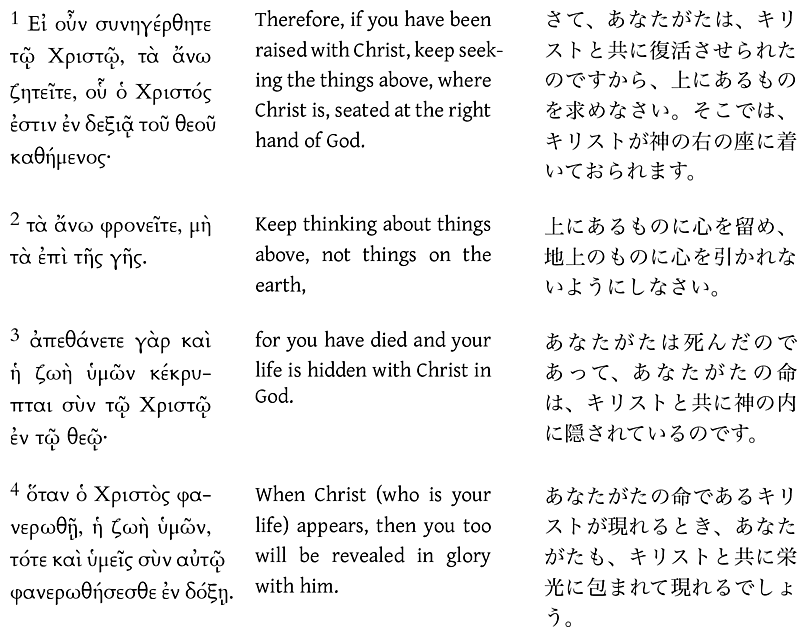 1 Εἰ οὖν συνηγέρθητε
τῷ Χριστῷ, τὰ ἄνω
ζητεῖτε, οὗ ὁ Χριστός
ἐστιν ἐν δεξιᾷ τοῦ θεοῦ
καθήμενος·
Therefore, if you have been
raised with Christ, keep seek-
ing the things above, where
Christ is, seated at the right
hand of God.
さて、あなたがたは、キリ
ストと共に復活させられた
のですから、上にあるもの
を求めなさい。そこでは、
キリストが神の右の座に着
いておられます。
2 τὰ ἄνω φρονεῖτε, μὴ
τὰ ἐπὶ τῆς γῆς.
Keep thinking about things
above, not things on the
earth,
上にあるものに心を留め、
地上のものに心を引かれな
いようにしなさい。
3 ἀπεθάνετε γὰρ καὶ
ἡ ζωὴ ὑμῶν κέκρυ-
πται σὺν τῷ Χριστῷ
ἐν τῷ θεῷ·
for you have died and your
life is hidden with Christ in
God.
あなたがたは死んだので
あって、あなたがたの命
は、キリストと共に神の内
に隠されているのです。
4 ὅταν ὁ Χριστὸς φα-
νερωθῇ, ἡ ζωὴ ὑμῶν,
τότε καὶ ὑμεῖς σὺν αὐτῷ
φανερωθήσεσθε ἐν δόξῃ.
When Christ (who is your
life) appears, then you too
will be revealed in glory
with him.
あなたがたの命であるキリ
ストが現れるとき、あなた
がたも、キリストと共に栄
光に包まれて現れるでしょ
う。